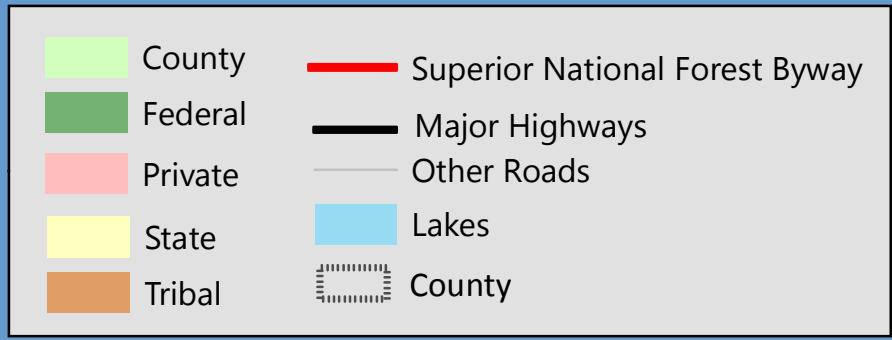 County
Federal
Private
State
Tribal
Superior National Forest Byway
Major Highways
Other Roads
Lakes
County